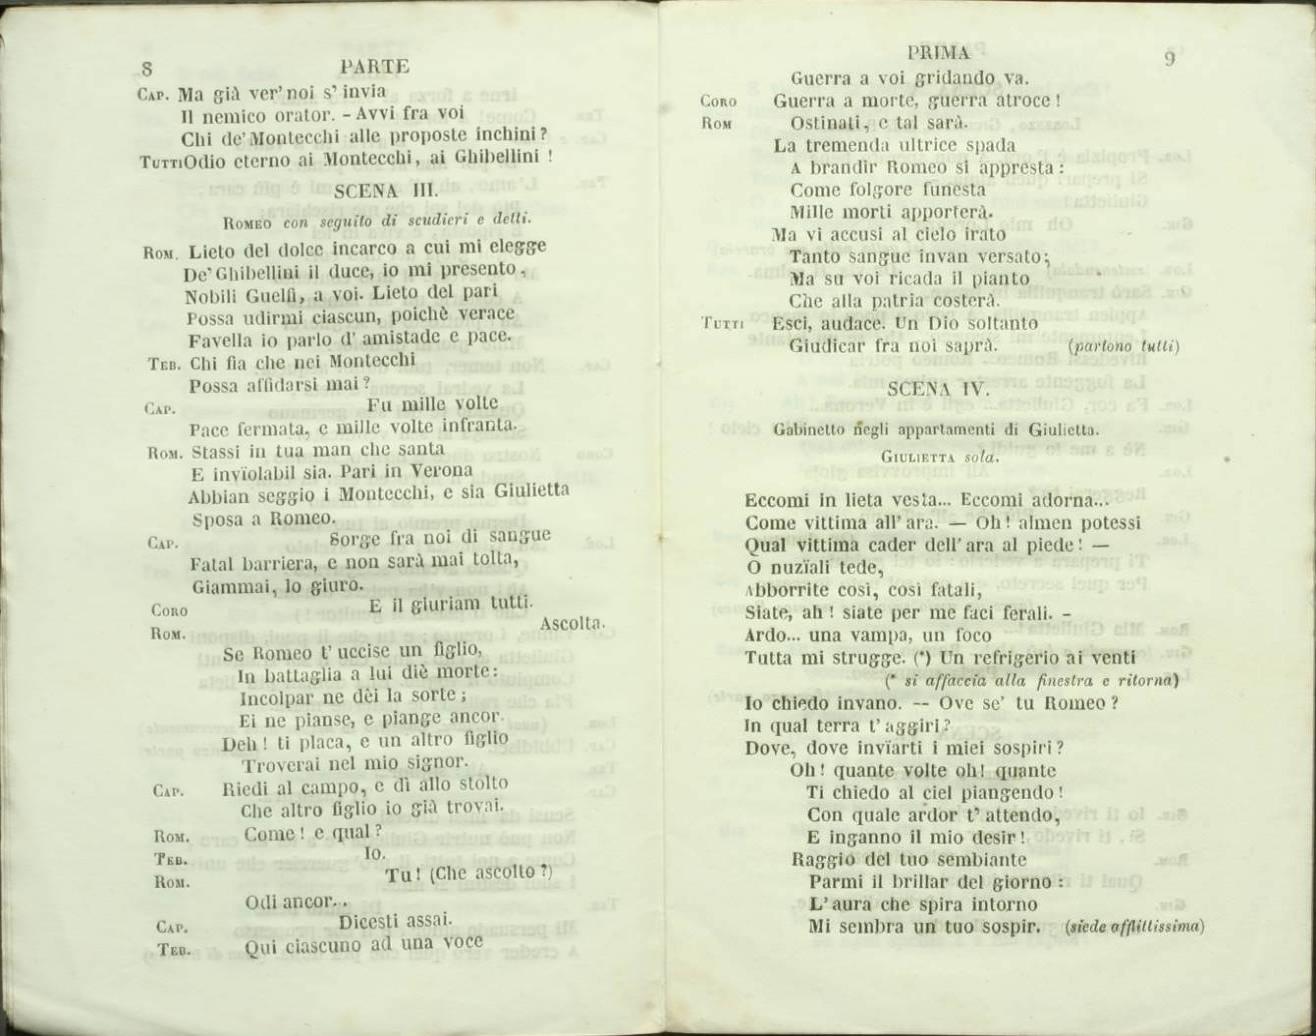 8 PARTE
CAP. Ma già ver' noi s' invia
Il nemico orator. - Avvi fra voi
Chi de' Montecchi alle proposte inchini?
TUTTI Odio eterno ai Montecchi, ai Ghibellini !
SCENA III.
ROMEO con seguito di scudieri e detti.
ROM. Lieto del dolce incarco a cui mi elegge
De' Ghibellini il duce, io mi presento,
Nobili Guelfi, a voi. Lieto del pari
Possa udirmi ciascun, poichè verace
Favella io parlo d' amistade e pace.
TEB. Chi fia che nei Montecchi
Possa affidarsi mai?
CAP. Fu mille volte
Pace fermata, e mille volte infranta.
ROM. Stassi in tua man che santa
E invïolabil sia. Pari in Verona
Abbian seggio i Montecchi, e sia Giulietta
Sposa a Romeo.
CAP. Sorge fra noi di sangue
Fatal barriera, e non sarà mai tolta,
Giammai, lo giuro.
CORO E il giuriam tutti.
ROM. Ascolta.
Se Romeo t' uccise un figlio,
In battaglia a lui diè morte:
Incolpar ne dèi la sorte;
Ei ne pianse, e piange ancor.
Deh! ti placa, e un altro figlio
Troverai nel mio signor.
CAP. Riedi al campo, e dì allo stolto
Che altro figlio io già trovai.
ROM. Come! e qual?
TEB. Io.
ROM. Tu! (Che ascolto?)
Odi ancor..
CAP. Dicesti assai.
TEB. Qui ciascuno ad una voce
PRIMA 9
Guerra a voi gridando va.
CORO Guerra a morte, guerra atroce!
ROM Ostinati, e tal sarà.
La tremenda ultrice spada
A brandir Romeo si appresta:
Come folgore funesta
Mille morti apporterà.
Ma vi accusi al cielo irato
Tanto sangue invan versato;
Ma su voi ricada il pianto
Che alla patria costerà.
TUTTI Esci, audace. Un Dio soltanto
Giudicar fra noi saprà. (partono tutti)
SCENA IV.
Gabinetto negli appartamenti di Giulietta.
GIULIETTA sola.
Eccomi in lieta vesta... Eccomi adorna...
Come vittima all' ara. — Oh! almen potessi
Qual vittima cader dell' ara al piede! —
O nuzïali tede,
Abborrite così, così fatali,
Siate, ah ! siate per me faci ferali. -
Ardo... una vampa, un foco
Tutta mi strugge. (*) Un refrigerio ai venti
(* si affaccia alla finestra e ritorna)
Io chiedo invano. -- Ove se' tu Romeo?
In qual terra t' aggiri?
Dove, dove invïarti i miei sospiri?
Oh! quante volte oh! quante
Ti chiedo al ciel piangendo!
Con quale ardor t' attendo,
E inganno il mio desir!
Raggio del tuo sembiante
Parmi il brillar del giorno:
L' aura che spira intorno
Mi sembra un tuo sospir. (siede afflittissima)